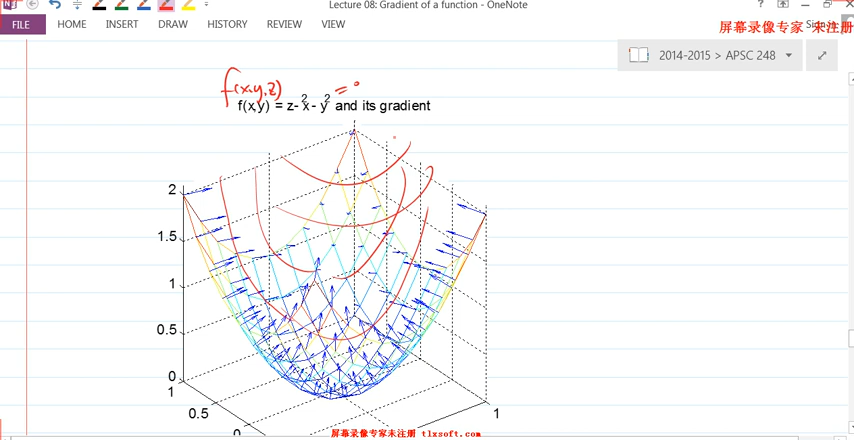 Lecture 08: Gradient of a function - OneNote
FILE HOME INSERT DRAW HISTORY REVIEW VIEW
屏幕录像专家 未注册
2014-2015 > APSC 248
f(x,y,z) = 0
f(x,y) = z-x²-y² and its gradient
2
1.5
1
0.5
0
1
0.5
0
1
屏幕录像专家未注册 tlxsoft.com